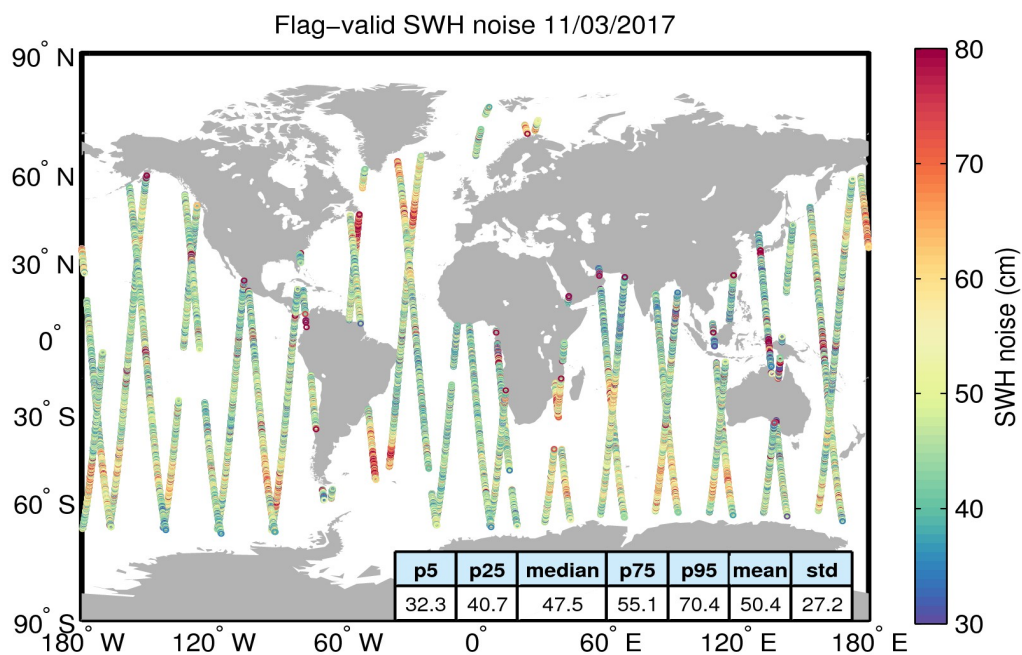 Flag−valid SWH noise 11/03/2017
90° N
60° N
30° N
0°
30° S
60° S
90° S
180° W
120° W
60° W
0°
60° E
120° E
180° E
p5 p25 median p75 p95 mean std
32.3 40.7 47.5 55.1 70.4 50.4 27.2
80
70
60
50
40
30
SWH noise (cm)